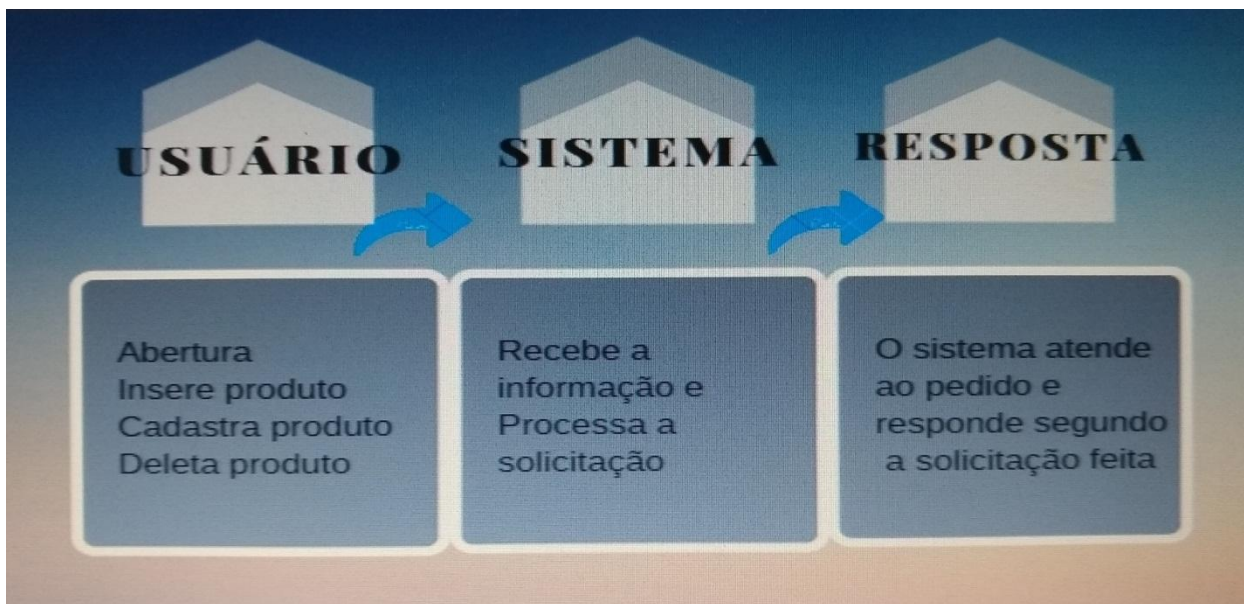 USUÁRIO
SISTEMA
RESPOSTA
Abertura
Insere produto
Cadastra produto
Deleta produto
Recebe a
informação e
Processa a
solicitação
O sistema atende
ao pedido e
responde segundo
a solicitação feita